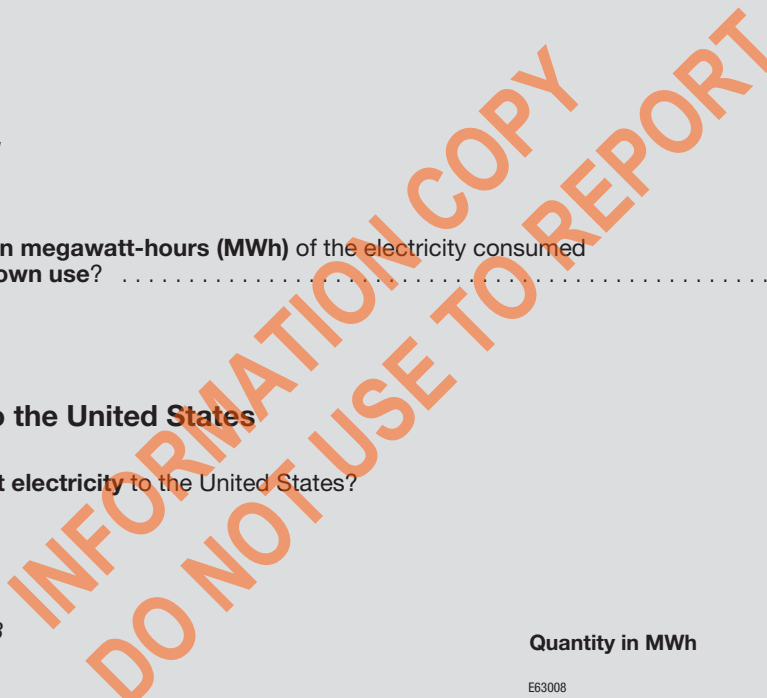 n megawatt-hours (MWh) of the electricity consumed
own use? . . . . . . . . . . . . . . . . . . . . . . . . . . . . . . . . . . . . . . . . . . . . . . . . .
o the United States
t electricity to the United States?
3
Quantity in MWh
E63008
INFORMATION COPY
DO NOT USE TO REPORT